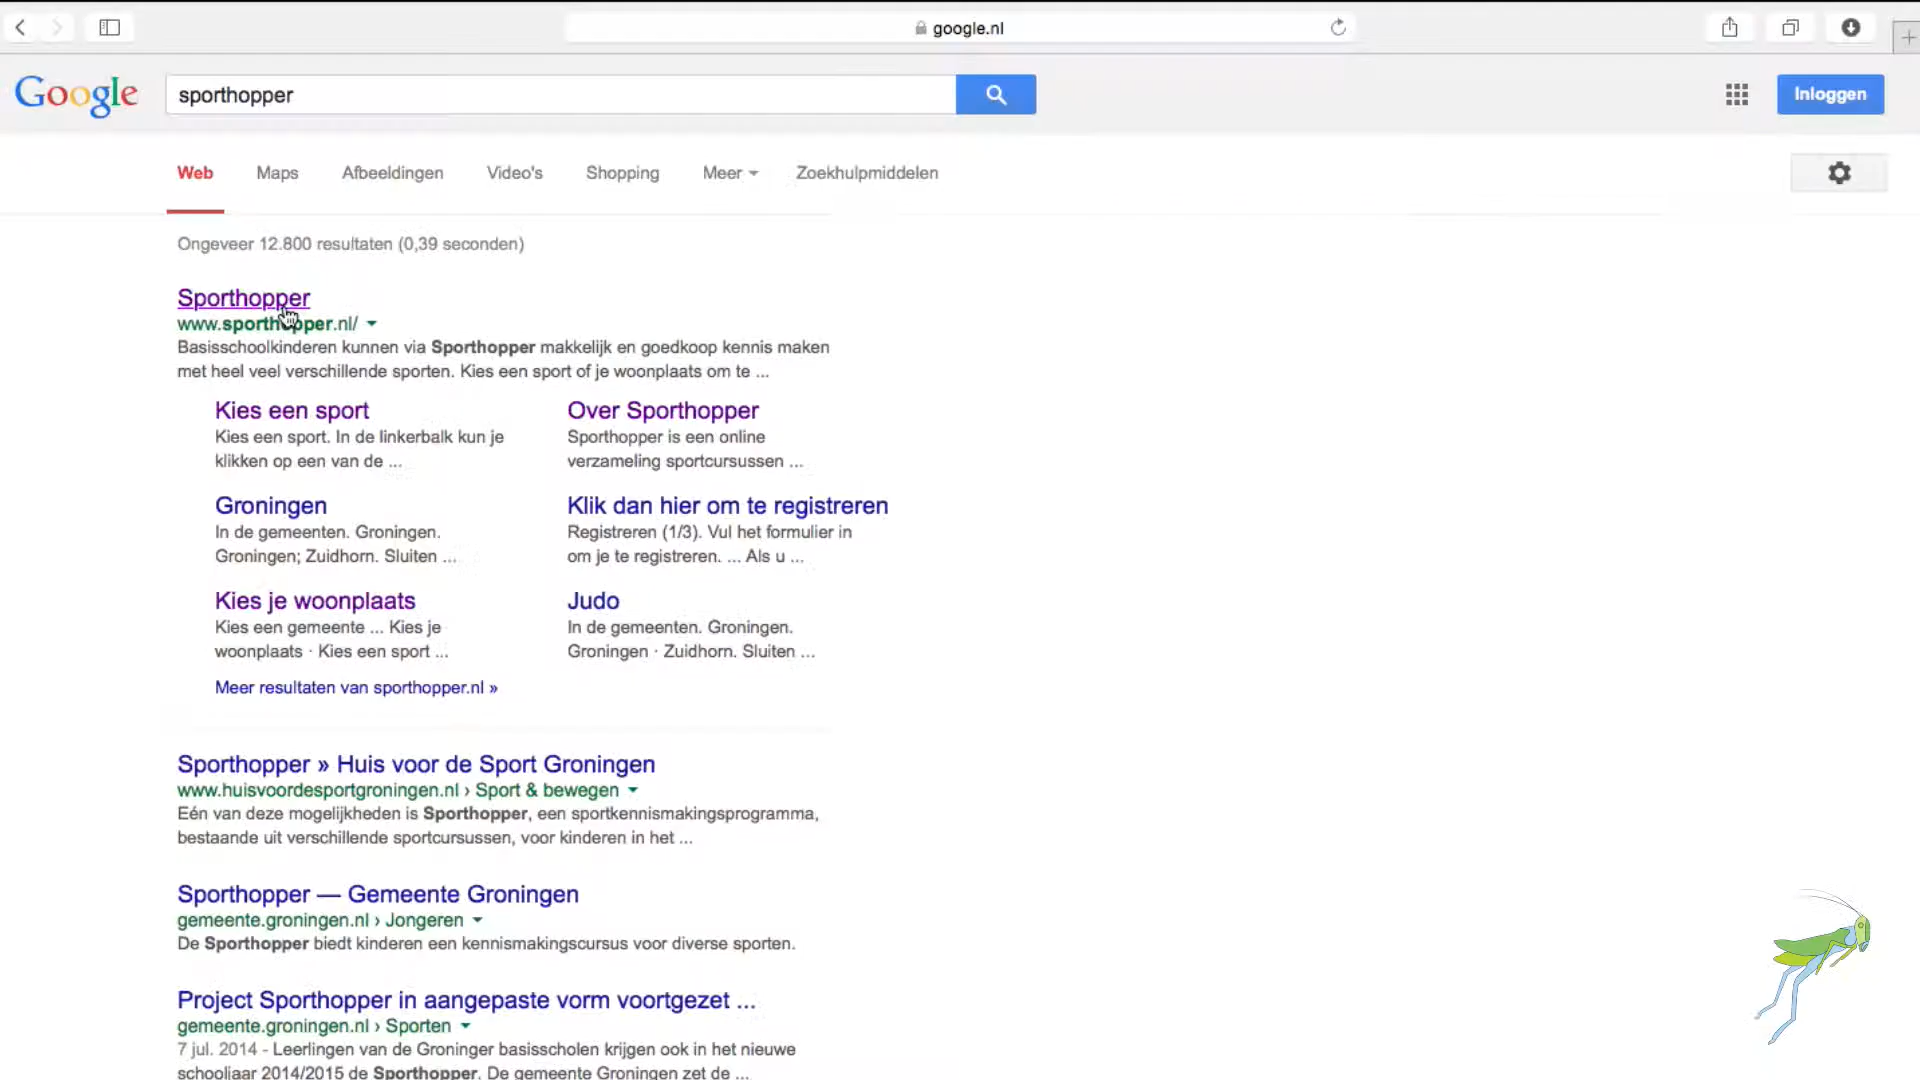 google.nl
Google
sporthopper
Inloggen
Web Maps Afbeeldingen Video's Shopping Meer Zoekhulpmiddelen
Ongeveer 12.800 resultaten (0,39 seconden)
Sporthopper
www.sporthopper.nl/
Basisschoolkinderen kunnen via Sporthopper makkelijk en goedkoop kennis maken
met heel veel verschillende sporten. Kies een sport of je woonplaats om te ...
Kies een sport
Kies een sport. In de linkerbalk kun je
klikken op een van de ...
Over Sporthopper
Sporthopper is een online
verzameling sportcursussen ...
Groningen
In de gemeenten. Groningen.
Groningen; Zuidhorn. Sluiten ...
Klik dan hier om te registreren
Registreren (1/3). Vul het formulier in
om je te registreren. ... Als u ...
Kies je woonplaats
Kies een gemeente ... Kies je
woonplaats · Kies een sport ...
Judo
In de gemeenten. Groningen.
Groningen · Zuidhorn. Sluiten ...
Meer resultaten van sporthopper.nl »
Sporthopper » Huis voor de Sport Groningen
www.huisvoordesportgroningen.nl › Sport & bewegen
Eén van deze mogelijkheden is Sporthopper, een sportkennismakingsprogramma,
bestaande uit verschillende sportcursussen, voor kinderen in het ...
Sporthopper — Gemeente Groningen
gemeente.groningen.nl › Jongeren
De Sporthopper biedt kinderen een kennismakingscursus voor diverse sporten.
Project Sporthopper in aangepaste vorm voortgezet ...
gemeente.groningen.nl › Sporten
7 jul. 2014 - Leerlingen van de Groninger basisscholen krijgen ook in het nieuwe
schooljaar 2014/2015 de Sporthopper. De gemeente Groningen zet de ...